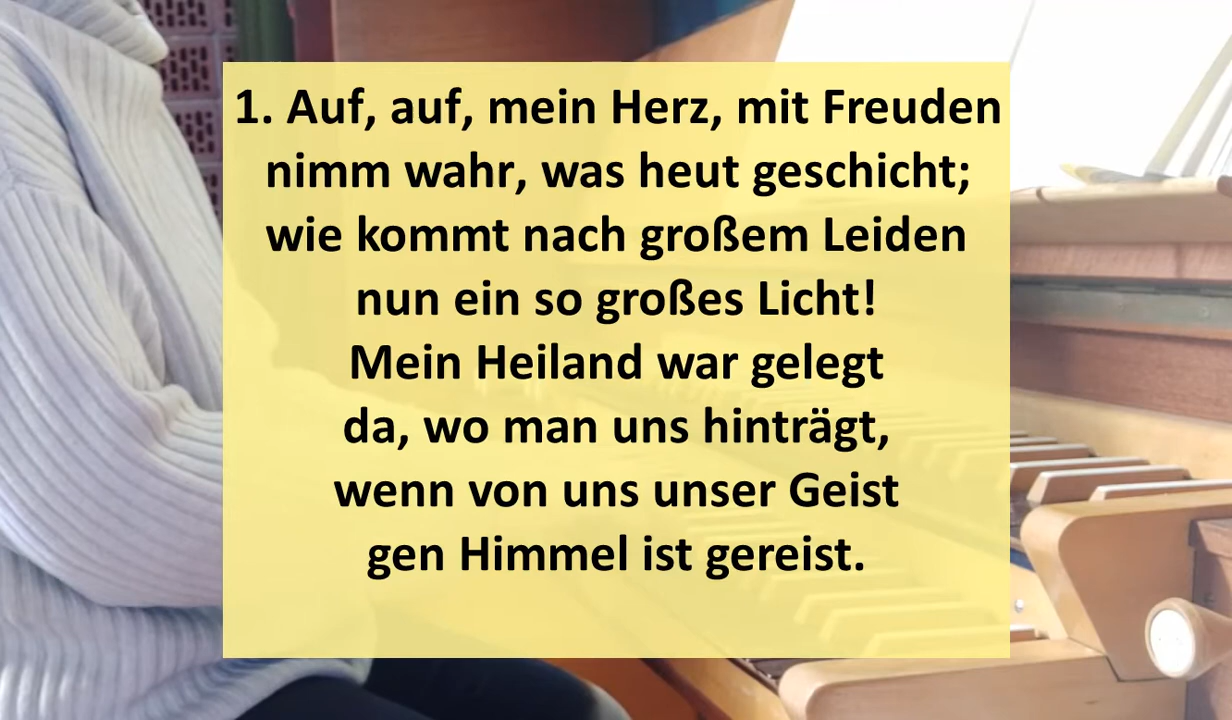 1. Auf, auf, mein Herz, mit Freuden
nimm wahr, was heut geschicht;
wie kommt nach großem Leiden
nun ein so großes Licht!
Mein Heiland war gelegt
da, wo man uns hinträgt,
wenn von uns unser Geist
gen Himmel ist gereist.